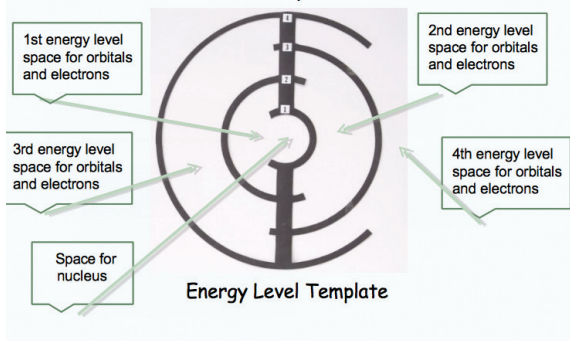 1st energy level
space for orbitals
and electrons
2nd energy level
space for orbitals
and electrons
4
3
2
1
3rd energy level
space for orbitals
and electrons
4th energy level
space for orbitals
and electrons
Space for
nucleus
Energy Level Template